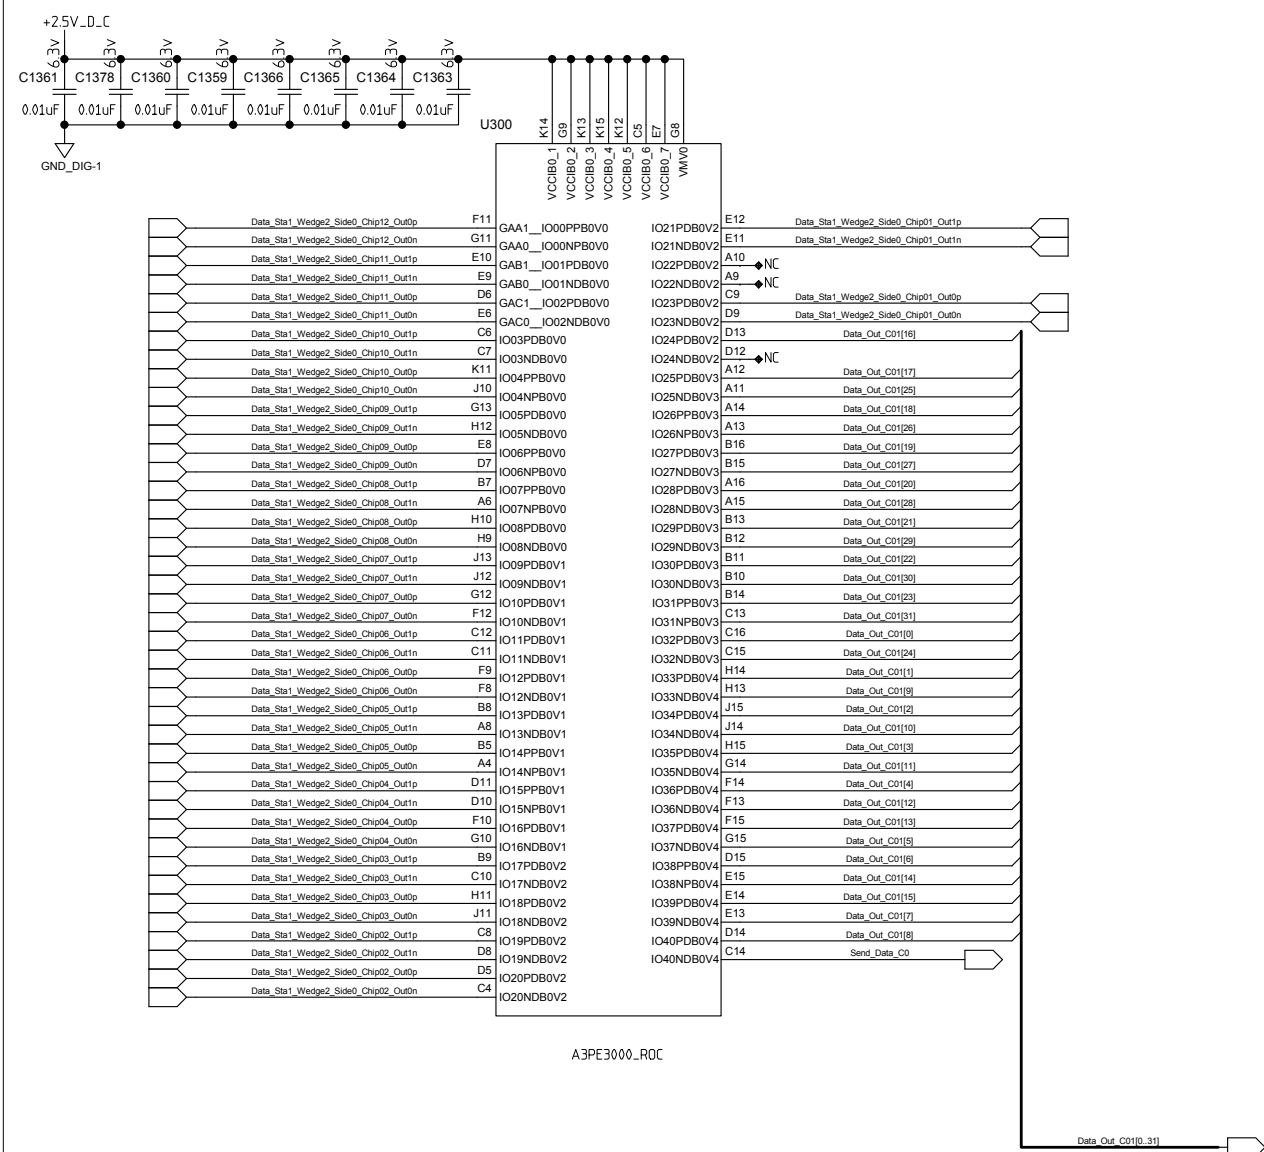 +2.5V_D_C
6.3v 6.3v 6.3v 6.3v 6.3v 6.3v 6.3v 6.3v
C1361 C1378 C1360 C1359 C1366 C1365 C1364 C1363
0.01uF 0.01uF 0.01uF 0.01uF 0.01uF 0.01uF 0.01uF 0.01uF
GND_DIG-1
U300
K14 G9 K13 K15 K12 C5 E7 G8
VCCIB0_1 VCCIB0_2 VCCIB0_3 VCCIB0_4 VCCIB0_5 VCCIB0_6 VCCIB0_7 VMV0
Data_Sta1_Wedge2_Side0_Chip12_Out0p F11 GAA1__IO00PPB0V0 IO21PDB0V2 E12 Data_Sta1_Wedge2_Side0_Chip01_Out1p
Data_Sta1_Wedge2_Side0_Chip12_Out0n G11 GAA0__IO00NPB0V0 IO21NDB0V2 E11 Data_Sta1_Wedge2_Side0_Chip01_Out1n
Data_Sta1_Wedge2_Side0_Chip11_Out1p E10 GAB1__IO01PDB0V0 IO22PDB0V2 A10 NC
Data_Sta1_Wedge2_Side0_Chip11_Out1n E9 GAB0__IO01NDB0V0 IO22NDB0V2 A9 NC
Data_Sta1_Wedge2_Side0_Chip11_Out0p D6 GAC1__IO02PDB0V0 IO23PDB0V2 C9 Data_Sta1_Wedge2_Side0_Chip01_Out0p
Data_Sta1_Wedge2_Side0_Chip11_Out0n E6 GAC0__IO02NDB0V0 IO23NDB0V2 D9 Data_Sta1_Wedge2_Side0_Chip01_Out0n
Data_Sta1_Wedge2_Side0_Chip10_Out1p C6 IO03PDB0V0 IO24PDB0V2 D13 Data_Out_C01[16]
Data_Sta1_Wedge2_Side0_Chip10_Out1n C7 IO03NDB0V0 IO24NDB0V2 D12 NC
Data_Sta1_Wedge2_Side0_Chip10_Out0p K11 IO04PPB0V0 IO25PDB0V3 A12 Data_Out_C01[17]
Data_Sta1_Wedge2_Side0_Chip10_Out0n J10 IO04NPB0V0 IO25NDB0V3 A11 Data_Out_C01[25]
Data_Sta1_Wedge2_Side0_Chip09_Out1p G13 IO05PDB0V0 IO26PPB0V3 A14 Data_Out_C01[18]
Data_Sta1_Wedge2_Side0_Chip09_Out1n H12 IO05NDB0V0 IO26NPB0V3 A13 Data_Out_C01[26]
Data_Sta1_Wedge2_Side0_Chip09_Out0p E8 IO06PPB0V0 IO27PDB0V3 B16 Data_Out_C01[19]
Data_Sta1_Wedge2_Side0_Chip09_Out0n D7 IO06NPB0V0 IO27NDB0V3 B15 Data_Out_C01[27]
Data_Sta1_Wedge2_Side0_Chip08_Out1p B7 IO07PPB0V0 IO28PDB0V3 A16 Data_Out_C01[20]
Data_Sta1_Wedge2_Side0_Chip08_Out1n A6 IO07NPB0V0 IO28NDB0V3 A15 Data_Out_C01[28]
Data_Sta1_Wedge2_Side0_Chip08_Out0p H10 IO08PDB0V0 IO29PDB0V3 B13 Data_Out_C01[21]
Data_Sta1_Wedge2_Side0_Chip08_Out0n H9 IO08NDB0V0 IO29NDB0V3 B12 Data_Out_C01[29]
Data_Sta1_Wedge2_Side0_Chip07_Out1p J13 IO09PDB0V1 IO30PDB0V3 B11 Data_Out_C01[22]
Data_Sta1_Wedge2_Side0_Chip07_Out1n J12 IO09NDB0V1 IO30NDB0V3 B10 Data_Out_C01[30]
Data_Sta1_Wedge2_Side0_Chip07_Out0p G12 IO10PDB0V1 IO31PPB0V3 B14 Data_Out_C01[23]
Data_Sta1_Wedge2_Side0_Chip07_Out0n F12 IO10NDB0V1 IO31NPB0V3 C13 Data_Out_C01[31]
Data_Sta1_Wedge2_Side0_Chip06_Out1p C12 IO11PDB0V1 IO32PDB0V3 C16 Data_Out_C01[0]
Data_Sta1_Wedge2_Side0_Chip06_Out1n C11 IO11NDB0V1 IO32NDB0V3 C15 Data_Out_C01[24]
Data_Sta1_Wedge2_Side0_Chip06_Out0p F9 IO12PDB0V1 IO33PDB0V4 H14 Data_Out_C01[1]
Data_Sta1_Wedge2_Side0_Chip06_Out0n F8 IO12NDB0V1 IO33NDB0V4 H13 Data_Out_C01[9]
Data_Sta1_Wedge2_Side0_Chip05_Out1p B8 IO13PDB0V1 IO34PDB0V4 J15 Data_Out_C01[2]
Data_Sta1_Wedge2_Side0_Chip05_Out1n A8 IO13NDB0V1 IO34NDB0V4 J14 Data_Out_C01[10]
Data_Sta1_Wedge2_Side0_Chip05_Out0p B5 IO14PPB0V1 IO35PDB0V4 H15 Data_Out_C01[3]
Data_Sta1_Wedge2_Side0_Chip05_Out0n A4 IO14NPB0V1 IO35NDB0V4 G14 Data_Out_C01[11]
Data_Sta1_Wedge2_Side0_Chip04_Out1p D11 IO15PPB0V1 IO36PDB0V4 F14 Data_Out_C01[4]
Data_Sta1_Wedge2_Side0_Chip04_Out1n D10 IO15NPB0V1 IO36NDB0V4 F13 Data_Out_C01[12]
Data_Sta1_Wedge2_Side0_Chip04_Out0p F10 IO16PDB0V1 IO37PDB0V4 F15 Data_Out_C01[13]
Data_Sta1_Wedge2_Side0_Chip04_Out0n G10 IO16NDB0V1 IO37NDB0V4 G15 Data_Out_C01[5]
Data_Sta1_Wedge2_Side0_Chip03_Out1p B9 IO17PDB0V2 IO38PPB0V4 D15 Data_Out_C01[6]
Data_Sta1_Wedge2_Side0_Chip03_Out1n C10 IO17NDB0V2 IO38NPB0V4 E15 Data_Out_C01[14]
Data_Sta1_Wedge2_Side0_Chip03_Out0p H11 IO18PDB0V2 IO39PDB0V4 E14 Data_Out_C01[15]
Data_Sta1_Wedge2_Side0_Chip03_Out0n J11 IO18NDB0V2 IO39NDB0V4 E13 Data_Out_C01[7]
Data_Sta1_Wedge2_Side0_Chip02_Out1p C8 IO19PDB0V2 IO40PDB0V4 D14 Data_Out_C01[8]
Data_Sta1_Wedge2_Side0_Chip02_Out1n D8 IO19NDB0V2 IO40NDB0V4 C14 Send_Data_C0
Data_Sta1_Wedge2_Side0_Chip02_Out0p D5 IO20PDB0V2
Data_Sta1_Wedge2_Side0_Chip02_Out0n C4 IO20NDB0V2
A3PE3000_ROC
Data_Out_C01[0..31]